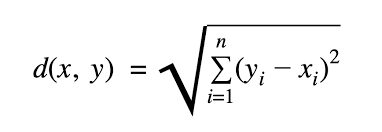 d(x, y) = √(∑_{i=1}^{n} (y_i − x_i)²)